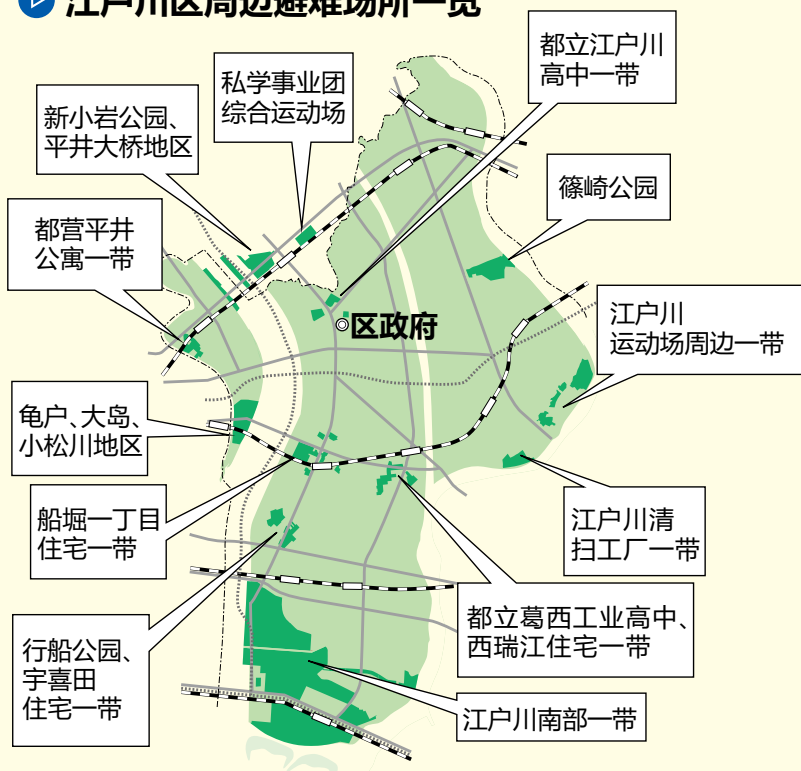 江户川区周边避难场所一览
都立江户川
高中一带
私学事业团
综合运动场
新小岩公园、
平井大桥地区
篠崎公园
都营平井
公寓一带
区政府
江户川
运动场周边一带
龟户、大岛、
小松川地区
船堀一丁目
住宅一带
江户川清
扫工厂一带
都立葛西工业高中、
西瑞江住宅一带
行船公园、
宇喜田
住宅一带
江户川南部一带